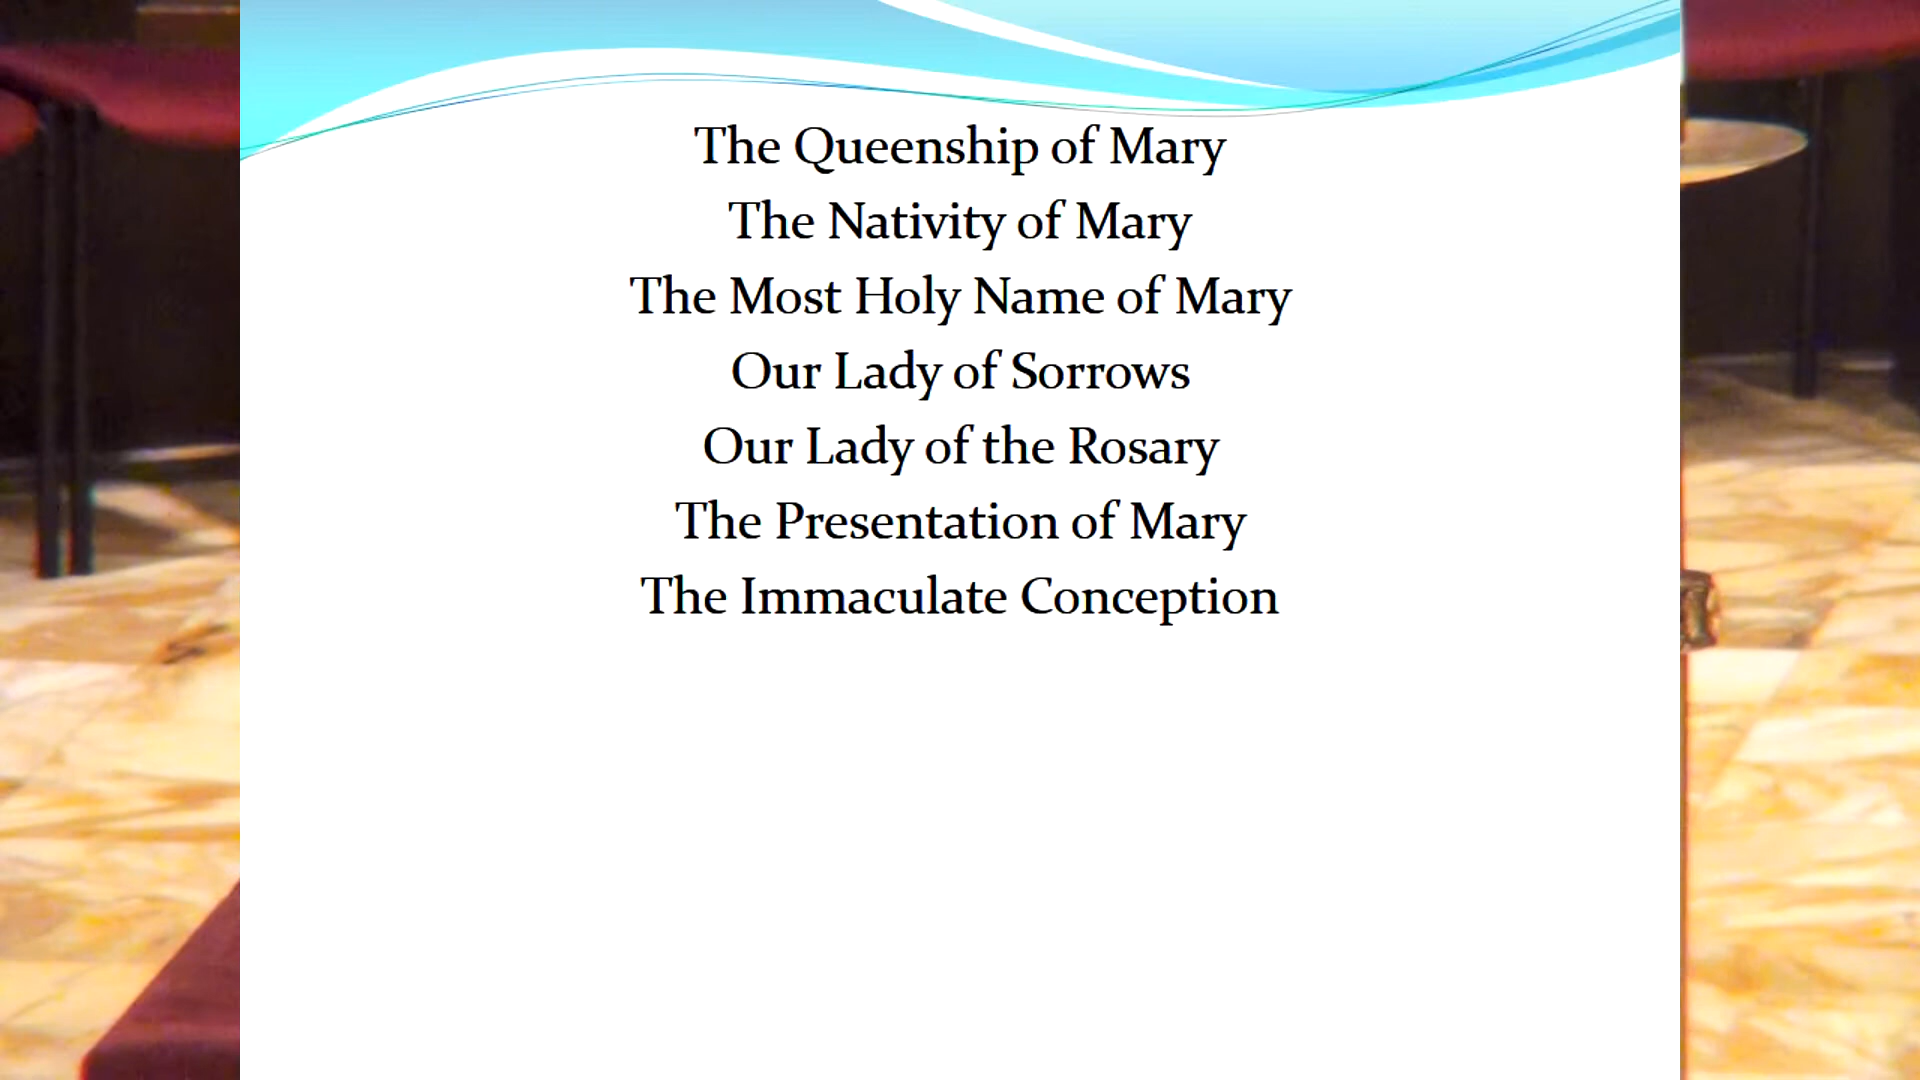 The Queenship of Mary
The Nativity of Mary
The Most Holy Name of Mary
Our Lady of Sorrows
Our Lady of the Rosary
The Presentation of Mary
The Immaculate Conception